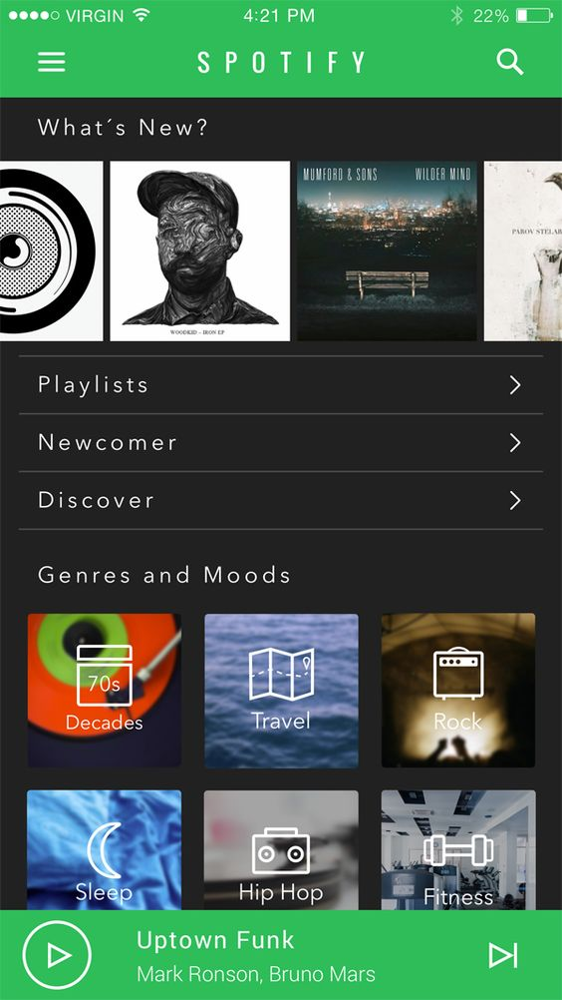 VIRGIN 4:21 PM 22%
SPOTIFY
What´s New?
MUMFORD & SONS WILDER MIND
PAROV STELAR
WOODKID – IRON EP
Playlists
Newcomer
Discover
Genres and Moods
70s
Decades
Travel
Rock
Sleep
Hip Hop
Fitness
Uptown Funk
Mark Ronson, Bruno Mars